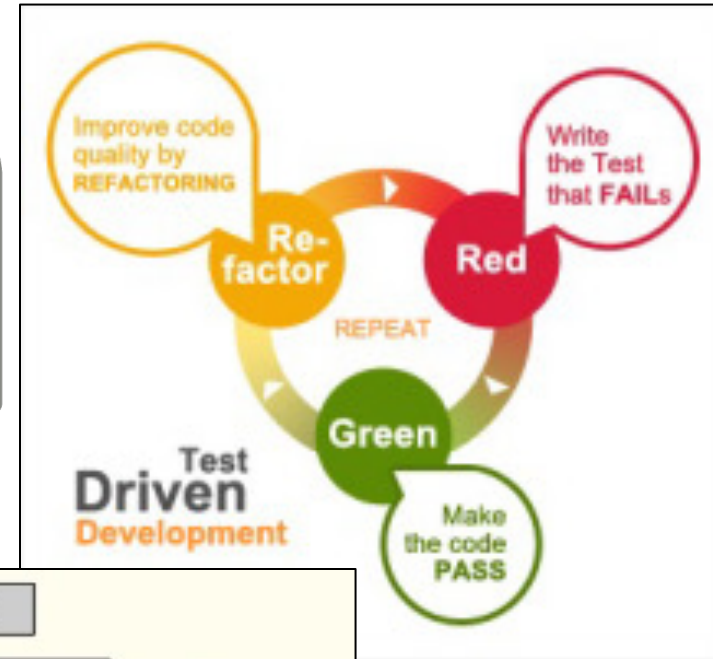 Improve code
quality by
REFACTORING
Write
the Test
that FAILs
Re-
factor
Red
REPEAT
Green
Test
Driven
Development
Make
the code
PASS